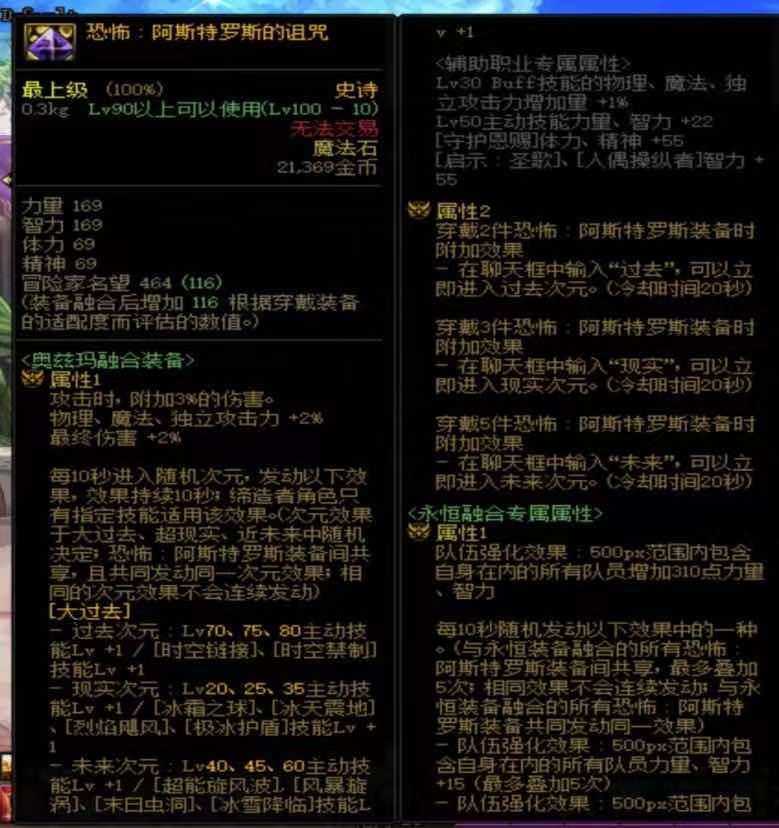 恐怖：阿斯特罗斯的诅咒
最上级 (100%)
史诗
0.3kg Lv90以上可以使用(Lv100 - 10)
无法交易
魔法石
21,369金币
力量 169
智力 169
体力 69
精神 69
冒险家名望 464 (116)
(装备融合后增加 116 根据穿戴装备
的适配度而评估的数值。)
<奥兹玛融合装备>
属性1
攻击时，附加3%的伤害。
物理、魔法、独立攻击力 +2%
最终伤害 +2%
每10秒进入随机次元，发动以下效
果，效果持续10秒；缔造者角色只
有指定技能适用该效果。(次元效果
于大过去、超现实、近未来中随机
决定；恐怖：阿斯特罗斯装备间共
享，且共同发动同一次元效果；相
同的次元效果不会连续发动)
[大过去]
- 过去次元：Lv70、75、80主动技
能Lv +1 / [时空链接]、[时空禁制]
技能Lv +1
- 现实次元：Lv20、25、35主动技
能Lv +1 / [冰霜之球]、[冰天震地]
、[烈焰飓风]、[极冰护盾]技能Lv +
1
- 未来次元：Lv40、45、60主动技
能Lv +1 / [超能旋风波]、[风暴漩
涡]、[末日虫洞]、[冰雪降临]技能L
v +1
<辅助职业专属属性>
Lv30 Buff技能的物理、魔法、独
立攻击力增加量 +1%
Lv50主动技能力量、智力 +22
[守护恩赐]体力、精神 +55
[启示：圣歌]、[人偶操纵者]智力 +
55
属性2
穿戴2件恐怖：阿斯特罗斯装备时
附加效果
- 在聊天框中输入“过去”，可以立
即进入过去次元。(冷却时间20秒)
穿戴3件恐怖：阿斯特罗斯装备时
附加效果
- 在聊天框中输入“现实”，可以立
即进入现实次元。(冷却时间20秒)
穿戴5件恐怖：阿斯特罗斯装备时
附加效果
- 在聊天框中输入“未来”，可以立
即进入未来次元。(冷却时间20秒)
<永恒融合专属属性>
属性1
队伍强化效果：500px范围内包含
自身在内的所有队员增加310点力量
、智力
每10秒随机发动以下效果中的一种
。(与永恒装备融合的所有恐怖：
阿斯特罗斯装备间共享，最多叠加
5次；相同效果不会连续发动；与永
恒装备融合的所有恐怖：阿斯特
罗斯装备共同发动同一效果)
- 队伍强化效果：500px范围内包
含自身在内的所有队员力量、智力
+15 (最多叠加5次)
- 队伍强化效果：500px范围内包